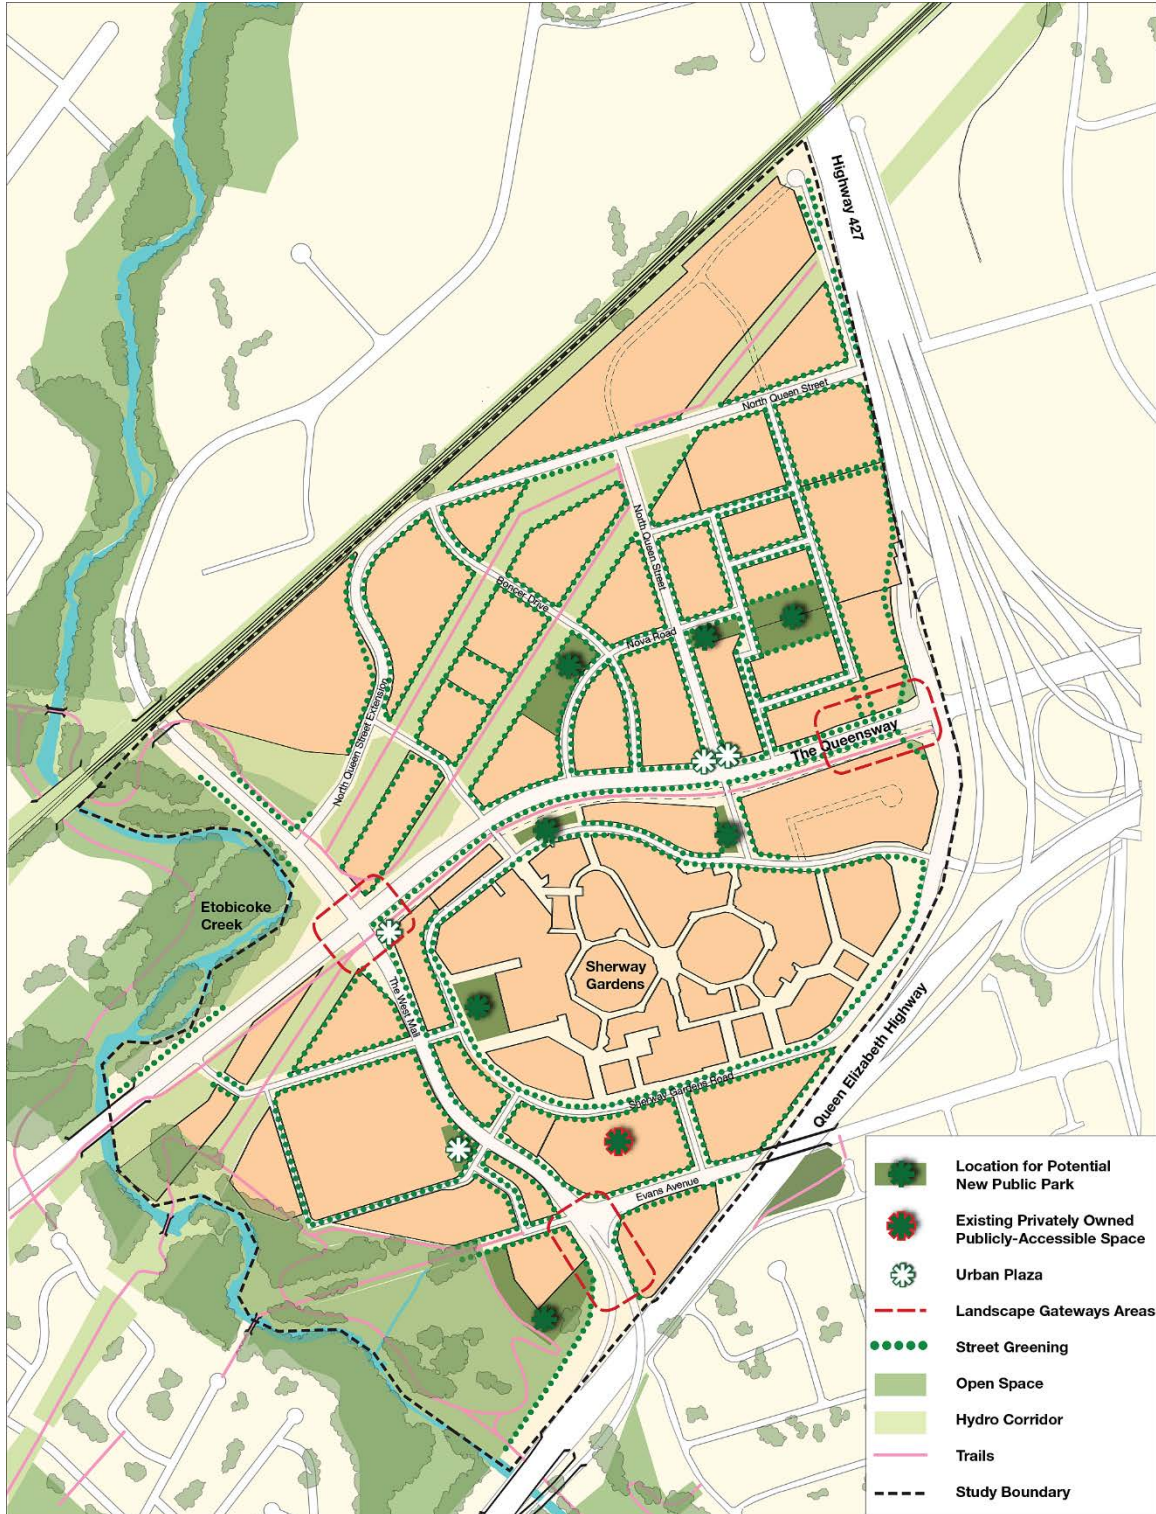 Highway 427
North Queen Street
North Queen Street
Boncer Drive
Nova Road
North Queen Street Extension
The Queensway
Etobicoke
Creek
Sherway
Gardens
The West Mall
Sherway Gardens Road
Queen Elizabeth Highway
Evans Avenue
Location for Potential
New Public Park
Existing Privately Owned
Publicly-Accessible Space
Urban Plaza
Landscape Gateways Areas
Street Greening
Open Space
Hydro Corridor
Trails
Study Boundary